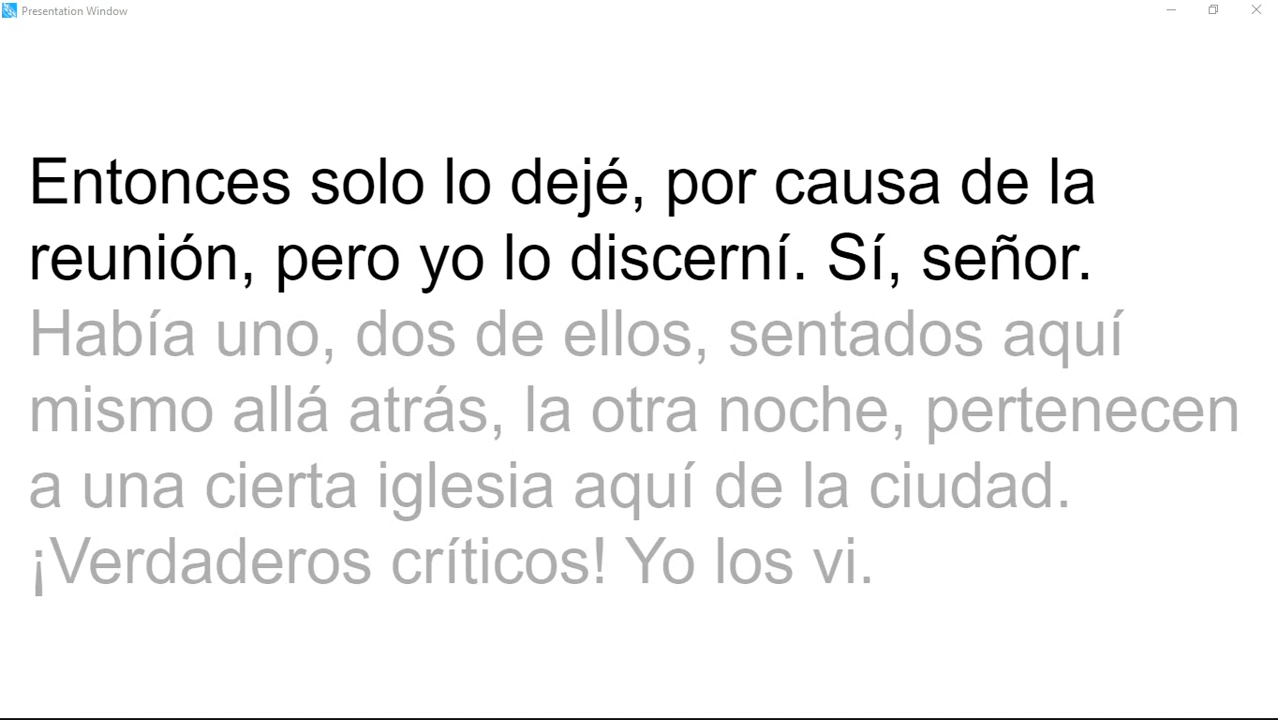 Presentation Window
Entonces solo lo dejé, por causa de la
reunión, pero yo lo discerní. Sí, señor.
Había uno, dos de ellos, sentados aquí
mismo allá atrás, la otra noche, pertenecen
a una cierta iglesia aquí de la ciudad.
¡Verdaderos críticos! Yo los vi.